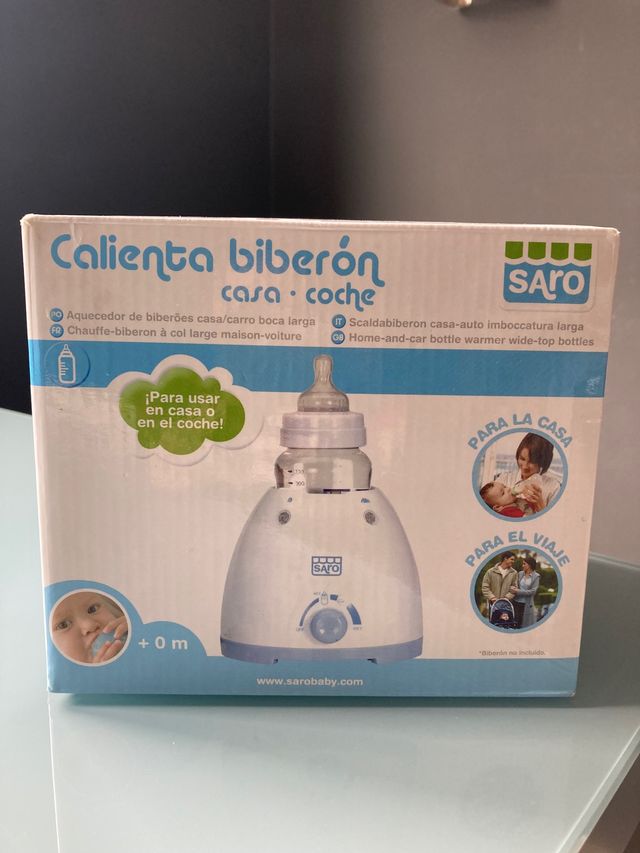 Calienta biberón
casa · coche
SARO
PO Aquecedor de biberões casa/carro boca larga
FR Chauffe-biberon à col large maison-voiture
IT Scaldabiberon casa-auto imboccatura larga
GB Home-and-car bottle warmer wide-top bottles
¡Para usar
en casa o
en el coche!
PARA LA CASA
PARA EL VIAJE
SARO
OFF
+ 0 m
*Biberón no incluido.
www.sarobaby.com